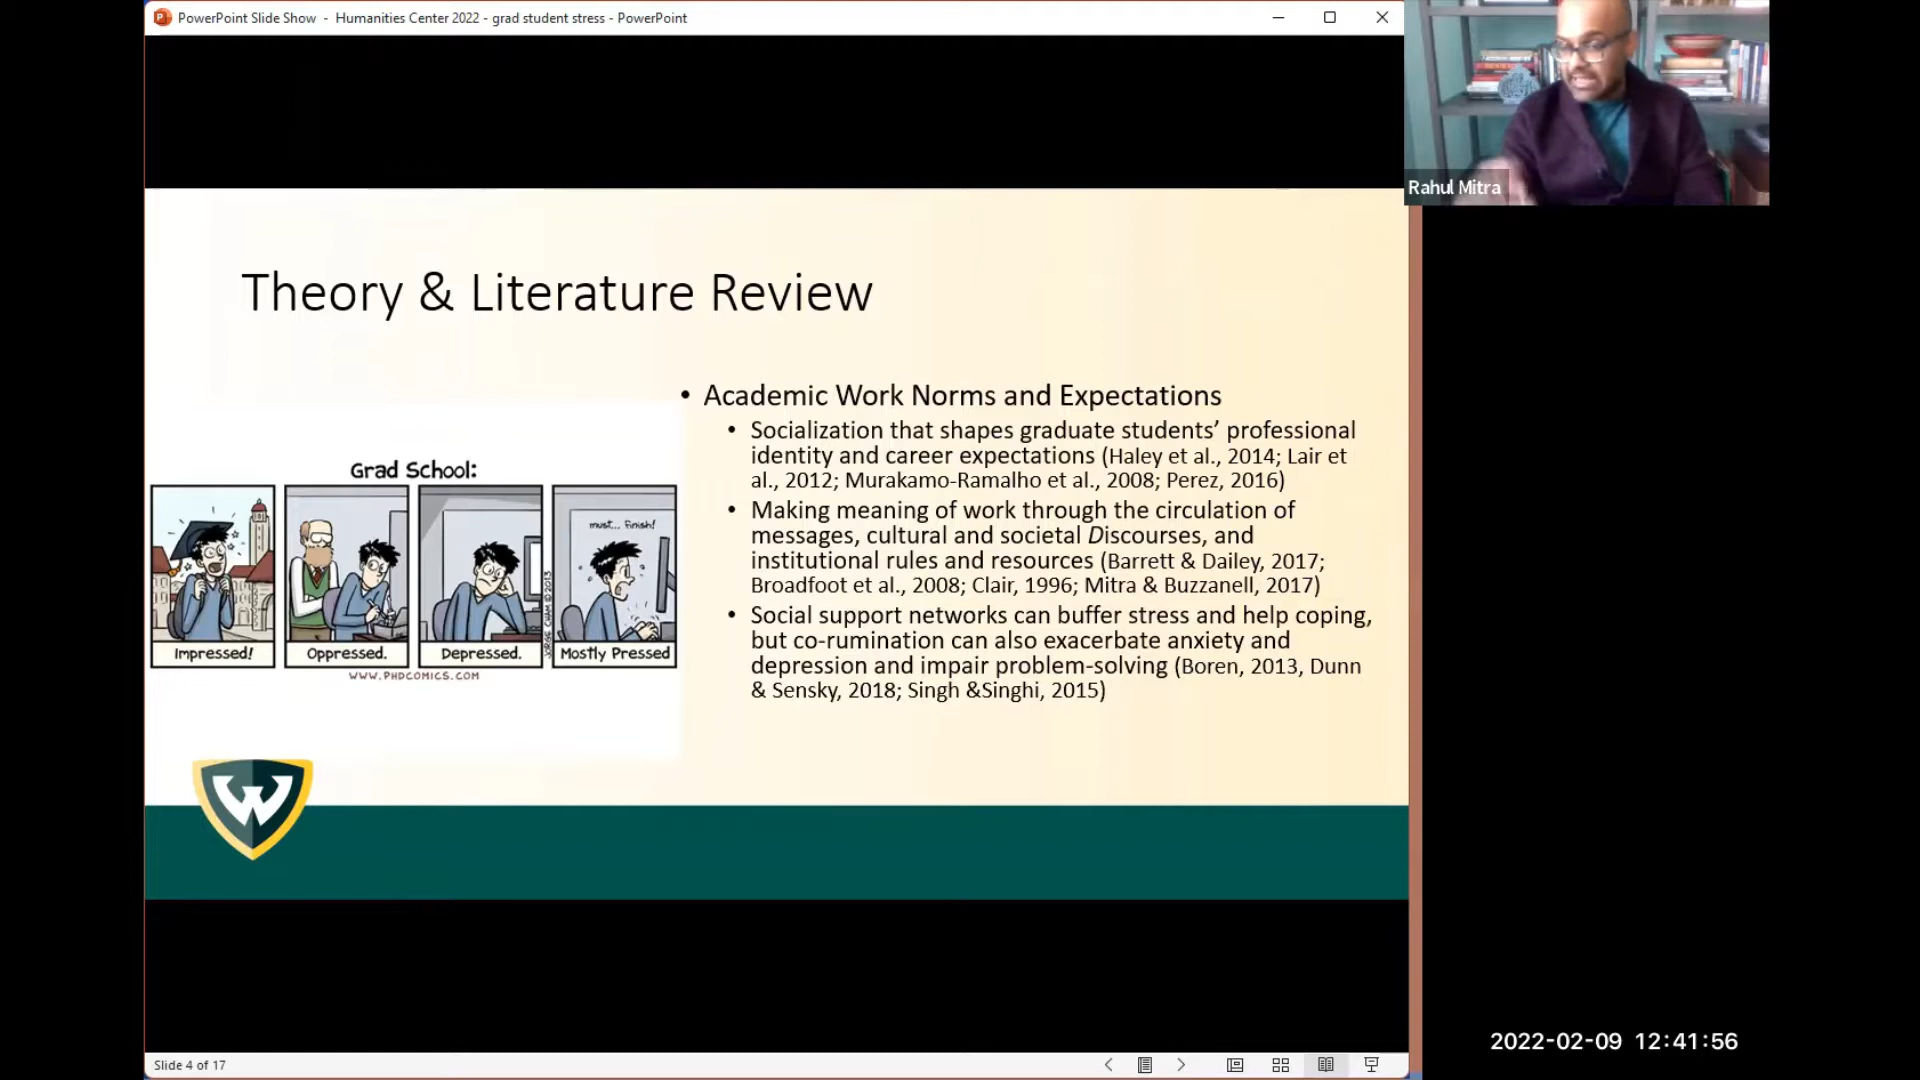 PowerPoint Slide Show - Humanities Center 2022 - grad student stress - PowerPoint
Rahul Mitra
Theory & Literature Review
• Academic Work Norms and Expectations
• Socialization that shapes graduate students’ professional
identity and career expectations (Haley et al., 2014; Lair et
al., 2012; Murakamo-Ramalho et al., 2008; Perez, 2016)
• Making meaning of work through the circulation of
messages, cultural and societal Discourses, and
institutional rules and resources (Barrett & Dailey, 2017;
Broadfoot et al., 2008; Clair, 1996; Mitra & Buzzanell, 2017)
• Social support networks can buffer stress and help coping,
but co-rumination can also exacerbate anxiety and
depression and impair problem-solving (Boren, 2013, Dunn
& Sensky, 2018; Singh &Singhi, 2015)
Grad School:
must... finish!
JORGE CHAM © 2013
Impressed!
Oppressed.
Depressed.
Mostly Pressed
WWW.PHDCOMICS.COM
W
Slide 4 of 17
2022-02-09 12:41:56